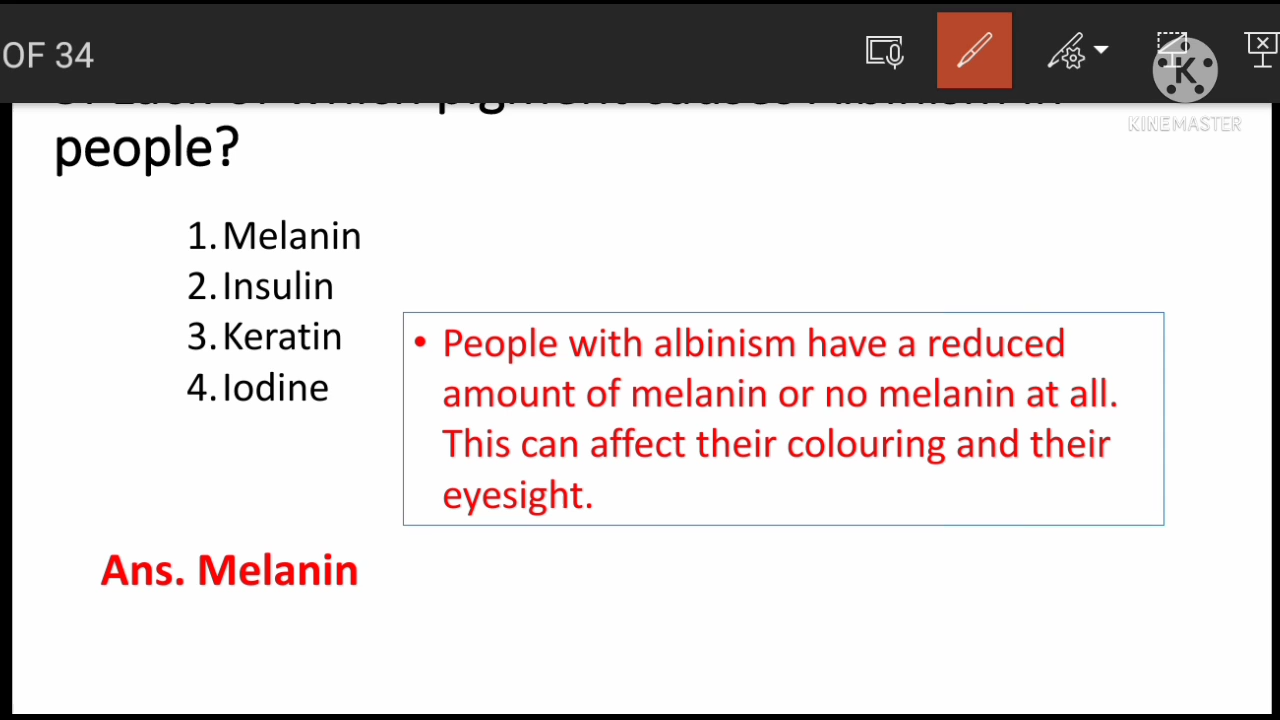 OF 34
KINEMASTER
people?
1. Melanin
2. Insulin
3. Keratin
4. Iodine
• People with albinism have a reduced
amount of melanin or no melanin at all.
This can affect their colouring and their
eyesight.
Ans. Melanin